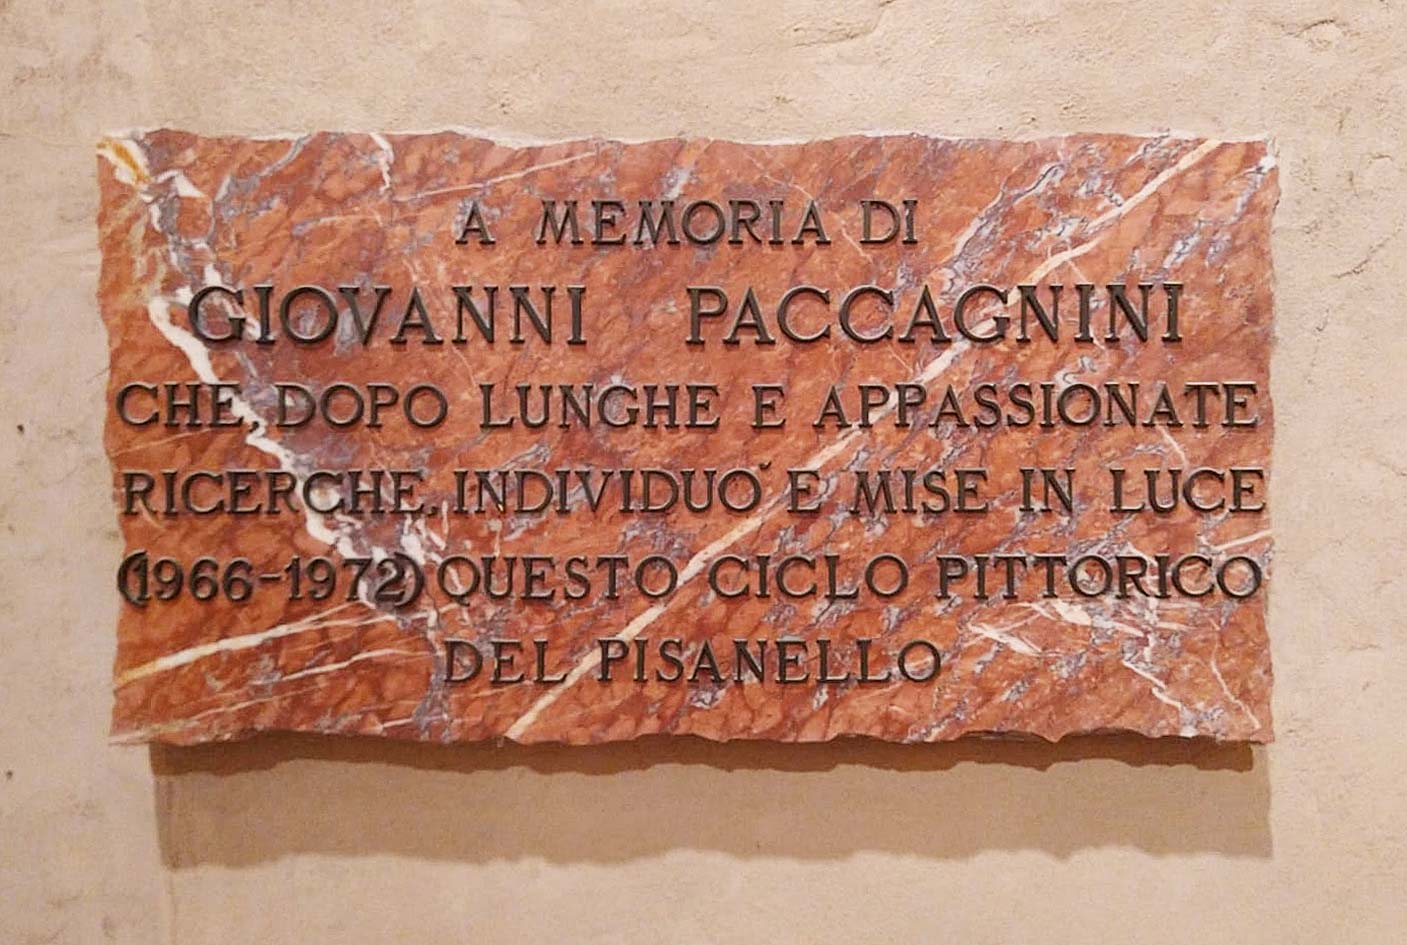 A MEMORIA DI
GIOVANNI PACCAGNINI
CHE, DOPO LUNGHE E APPASSIONATE
RICERCHE, INDIVIDUO' E MISE IN LUCE
(1966-1972) QUESTO CICLO PITTORICO
DEL PISANELLO